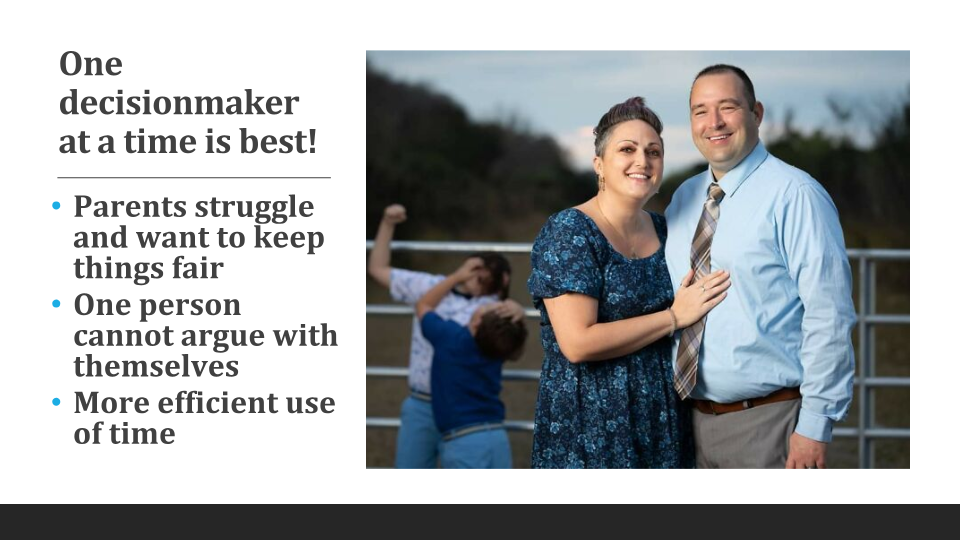 One
decisionmaker
at a time is best!
• Parents struggle
and want to keep
things fair
• One person
cannot argue with
themselves
• More efficient use
of time